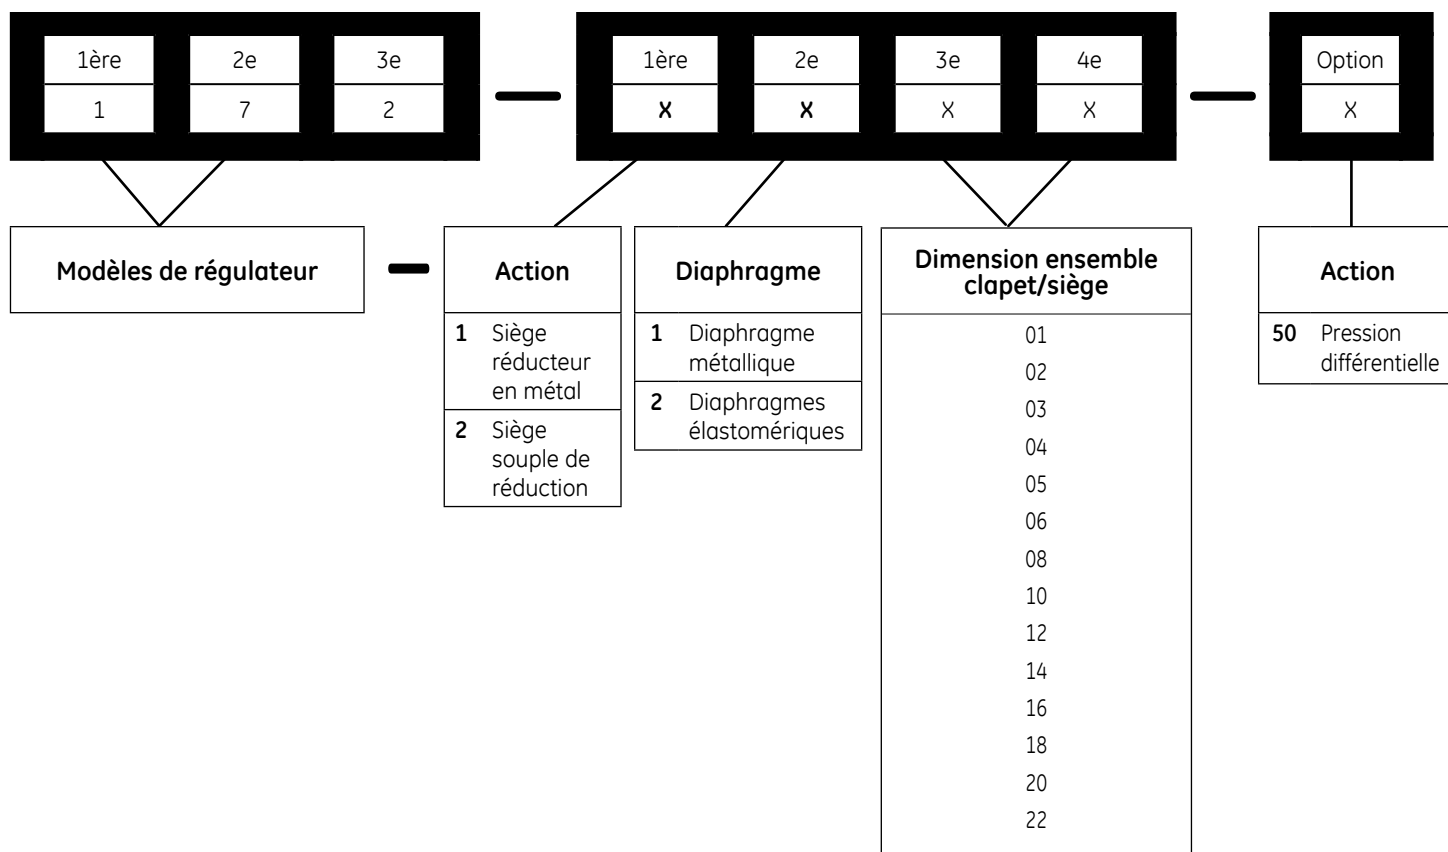 1ère 2e 3e 1ère 2e 3e 4e Option
1 7 2 X X X X X
Modèles de régulateur
Action
1 Siège
réducteur
en métal
2 Siège
souple de
réduction
Diaphragme
1 Diaphragme
métallique
2 Diaphragmes
élastomériques
Dimension ensemble
clapet/siège
01
02
03
04
05
06
08
10
12
14
16
18
20
22
Action
50 Pression
différentielle